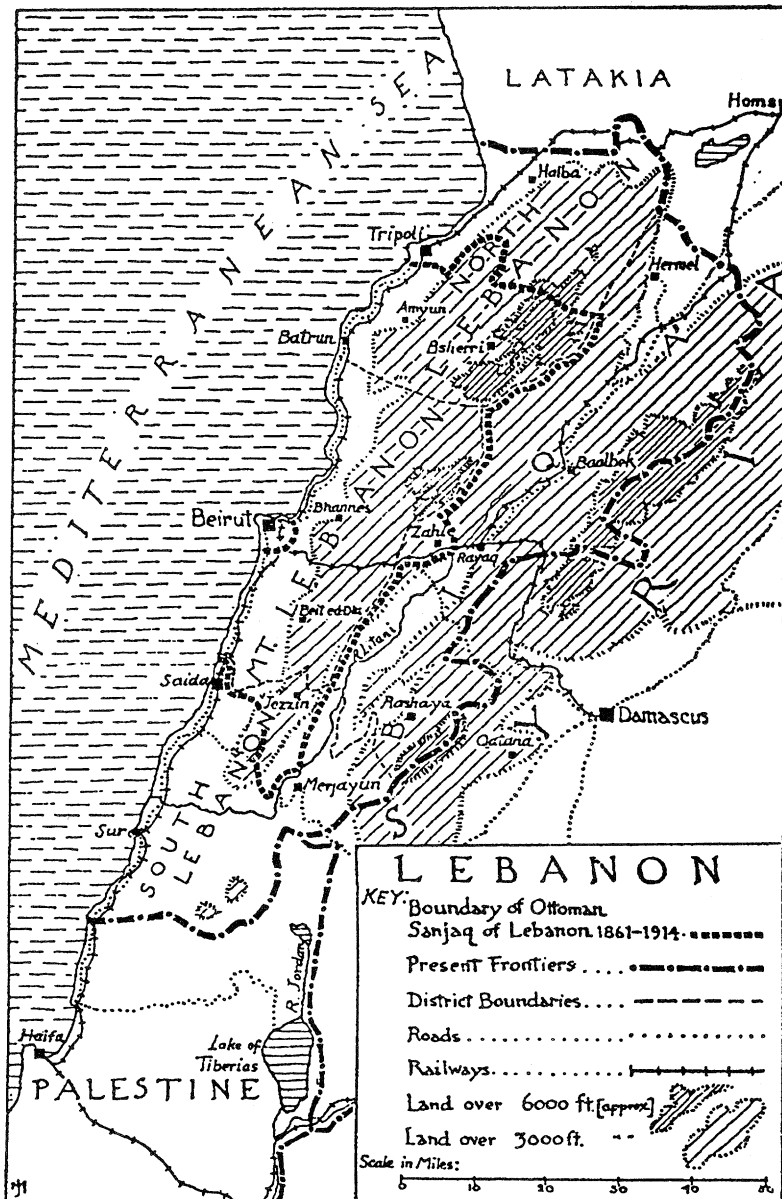 LATAKIA
Homs
MEDITERRANEAN SEA
Halba
Tripoli
NORTH
LEBANON
Hermel
Amyun
Batrun
Bsherri
Baalbek
Beirut
Bhannes
Zahle
Rayaq
MT. LEBANON
Beit ed-Din
Litani
BIQA'
SYRIA
Saida
Jezzin
Rashaya
Damascus
Qatana
Merjayun
Sur
SOUTH
LEBANON
R. Jordan
Haifa
Lake of
Tiberias
PALESTINE
LEBANON
KEY:
Boundary of Ottoman
Sanjaq of Lebanon 1861-1914
Present Frontiers....
District Boundaries....
Roads..............
Railways............
Land over 6000 ft. [approx]
Land over 3000 ft. --
Scale in Miles:
0 10 20 30 40 50